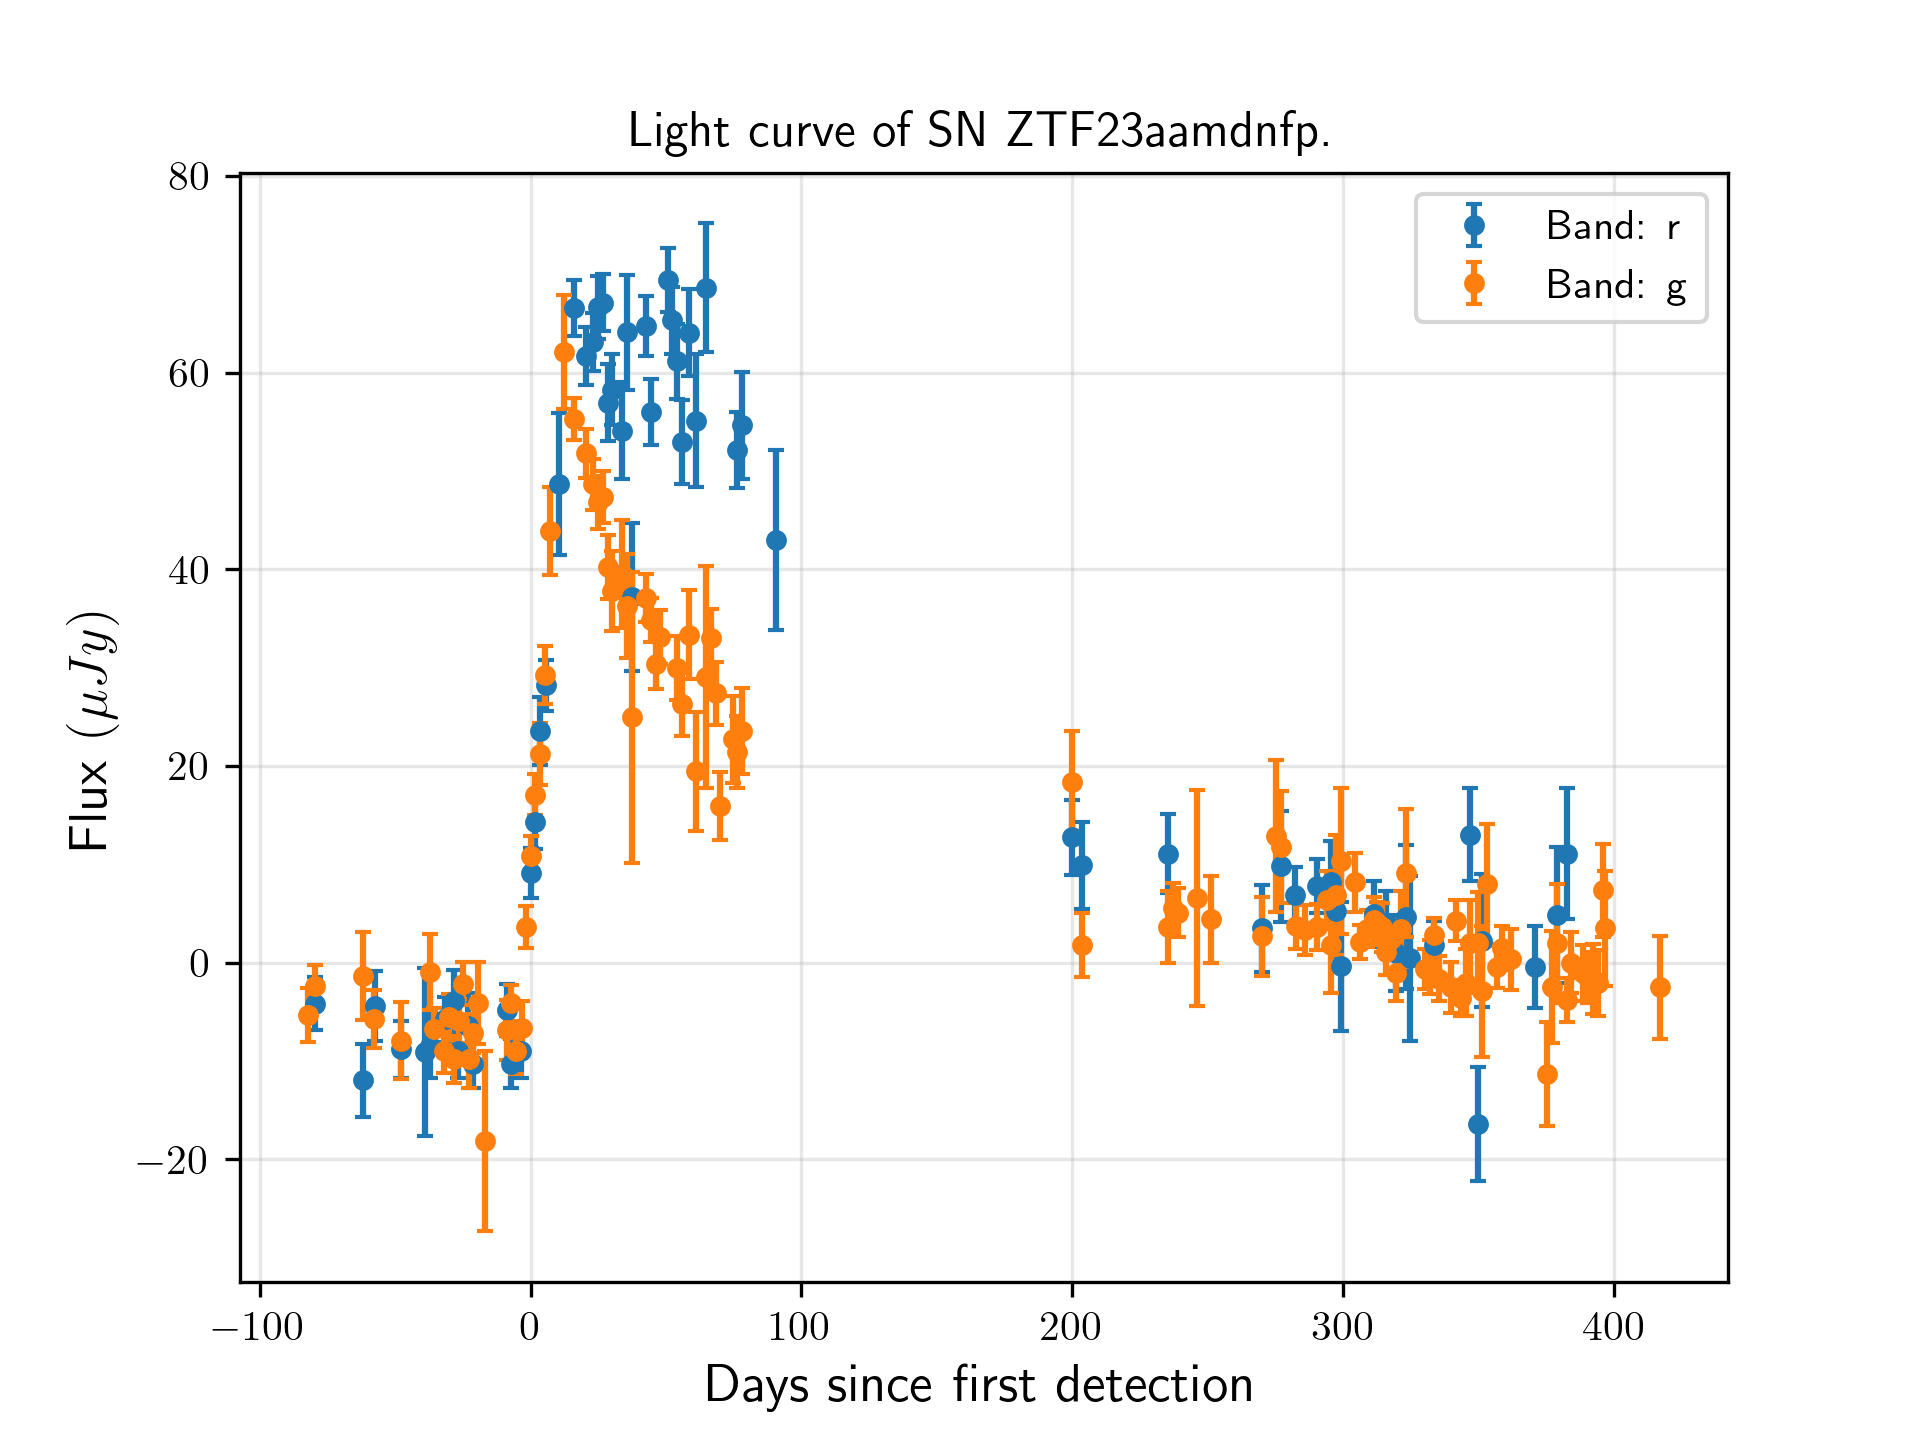 Light curve of SN ZTF23aamdnfp.
80
60
40
20
0
−20
Flux (μJy)
Band: r
Band: g
−100 0 100 200 300 400
Days since first detection